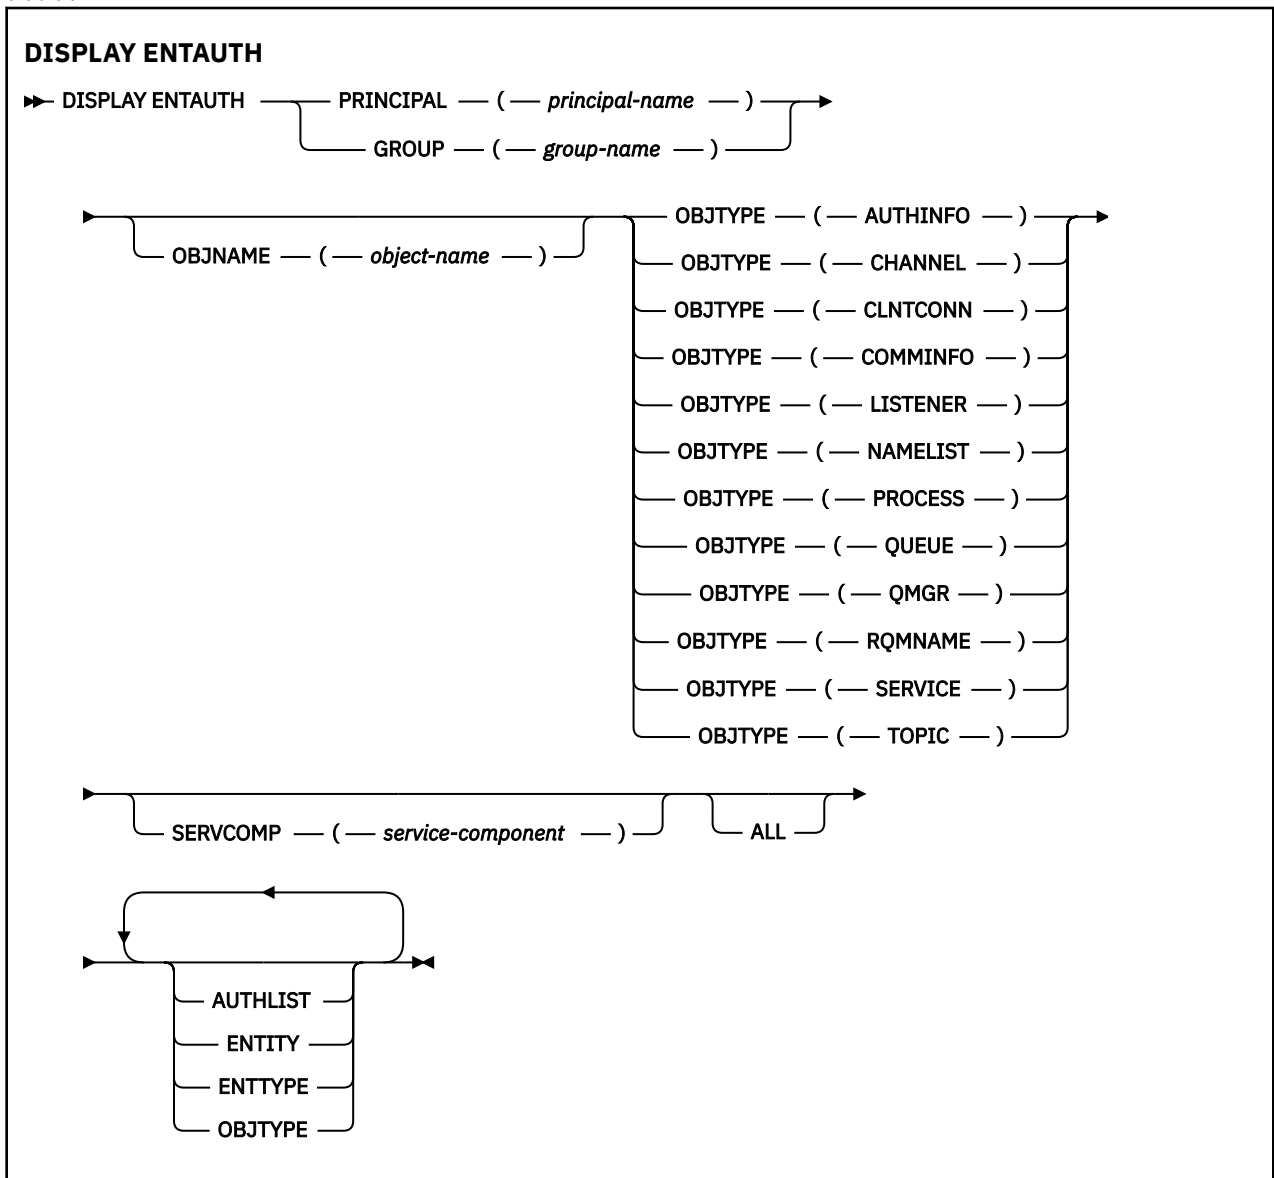 DISPLAY ENTAUTH
DISPLAY ENTAUTH PRINCIPAL ( principal-name )
GROUP ( group-name )
OBJTYPE ( AUTHINFO )
OBJNAME ( object-name )
OBJTYPE ( CHANNEL )
OBJTYPE ( CLNTCONN )
OBJTYPE ( COMMINFO )
OBJTYPE ( LISTENER )
OBJTYPE ( NAMELIST )
OBJTYPE ( PROCESS )
OBJTYPE ( QUEUE )
OBJTYPE ( QMGR )
OBJTYPE ( RQMNAME )
OBJTYPE ( SERVICE )
OBJTYPE ( TOPIC )
SERVCOMP ( service-component ) ALL
AUTHLIST
ENTITY
ENTTYPE
OBJTYPE